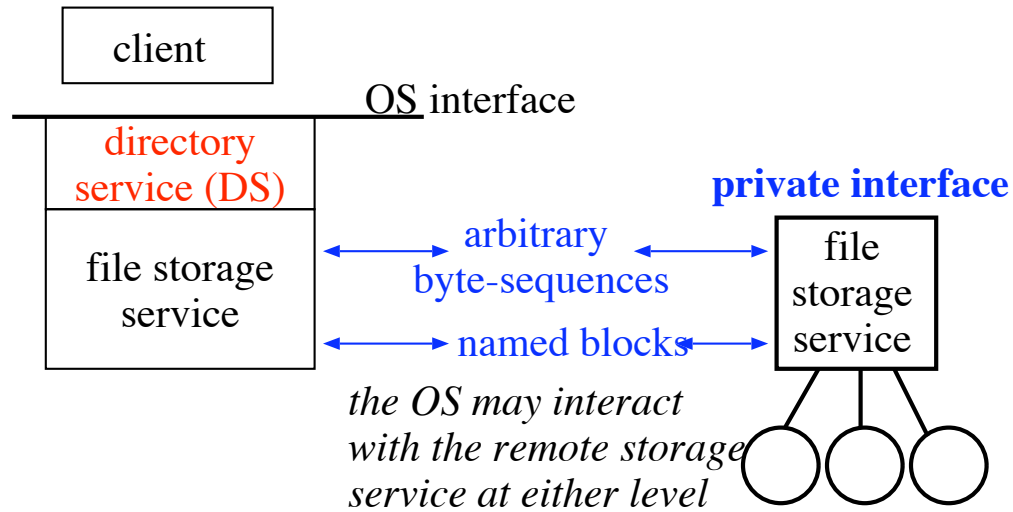 client
OS interface
directory
service (DS)
private interface
file storage
service
arbitrary
byte-sequences
named blocks
file
storage
service
the OS may interact
with the remote storage
service at either level